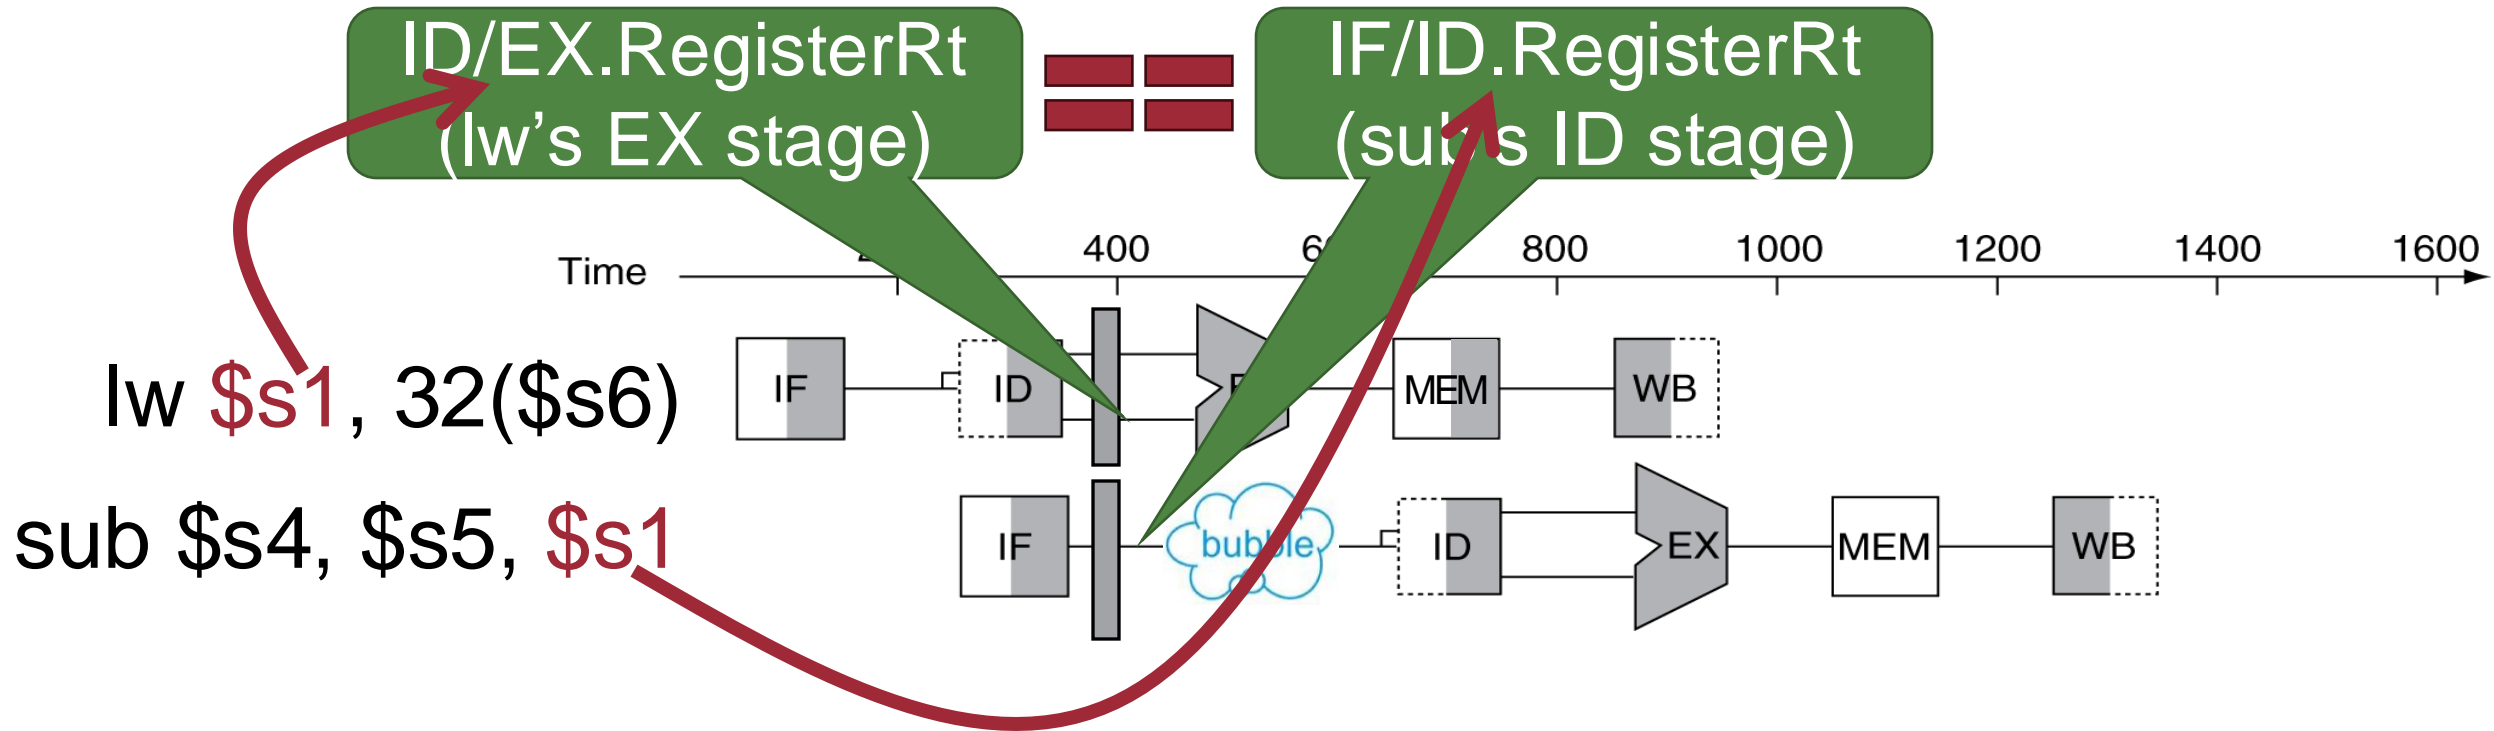 ID/EX.RegisterRt
(lw's EX stage)
IF/ID.RegisterRt
(sub's ID stage)
Time 400 800 1000 1200 1400 1600
lw $s1, 32($s6)
IF ID MEM WB
sub $s4, $s5, $s1
IF bubble ID EX MEM WB